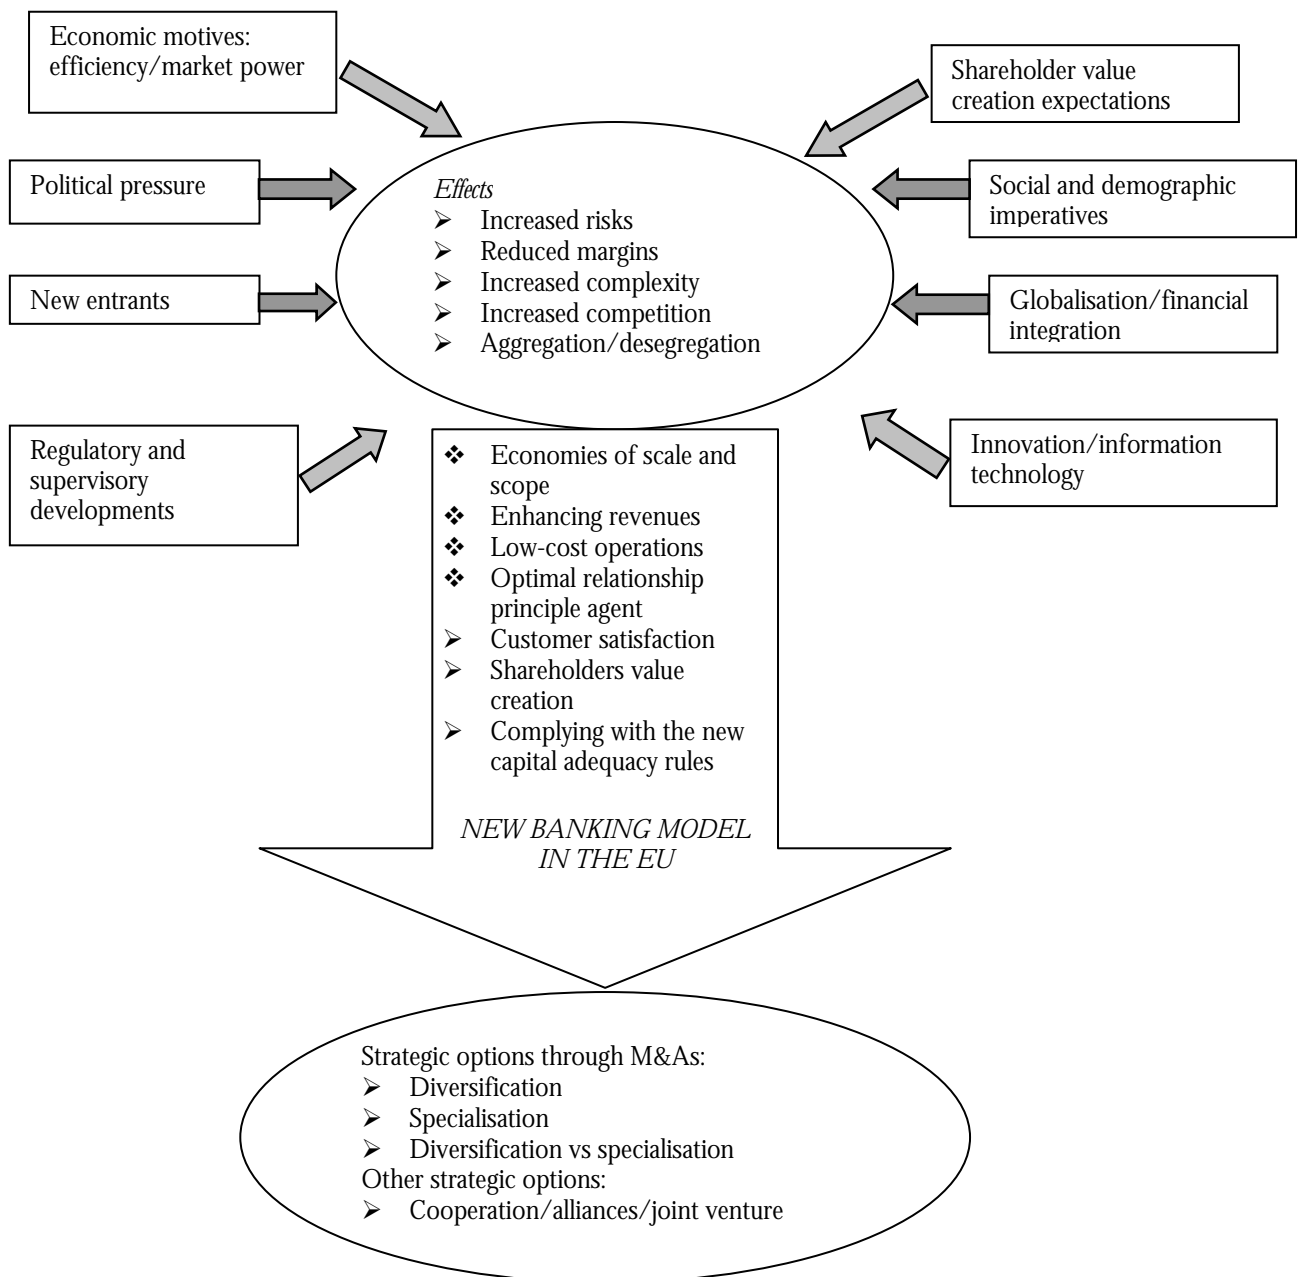 Economic motives:
efficiency/market power
Shareholder value
creation expectations
Political pressure
Social and demographic
imperatives
New entrants
Globalisation/financial
integration
Regulatory and
supervisory
developments
Innovation/information
technology
Effects
➢ Increased risks
➢ Reduced margins
➢ Increased complexity
➢ Increased competition
➢ Aggregation/desegregation
❖ Economies of scale and
scope
❖ Enhancing revenues
❖ Low-cost operations
❖ Optimal relationship
principle agent
➢ Customer satisfaction
➢ Shareholders value
creation
➢ Complying with the new
capital adequacy rules
NEW BANKING MODEL
IN THE EU
Strategic options through M&As:
➢ Diversification
➢ Specialisation
➢ Diversification vs specialisation
Other strategic options:
➢ Cooperation/alliances/joint venture